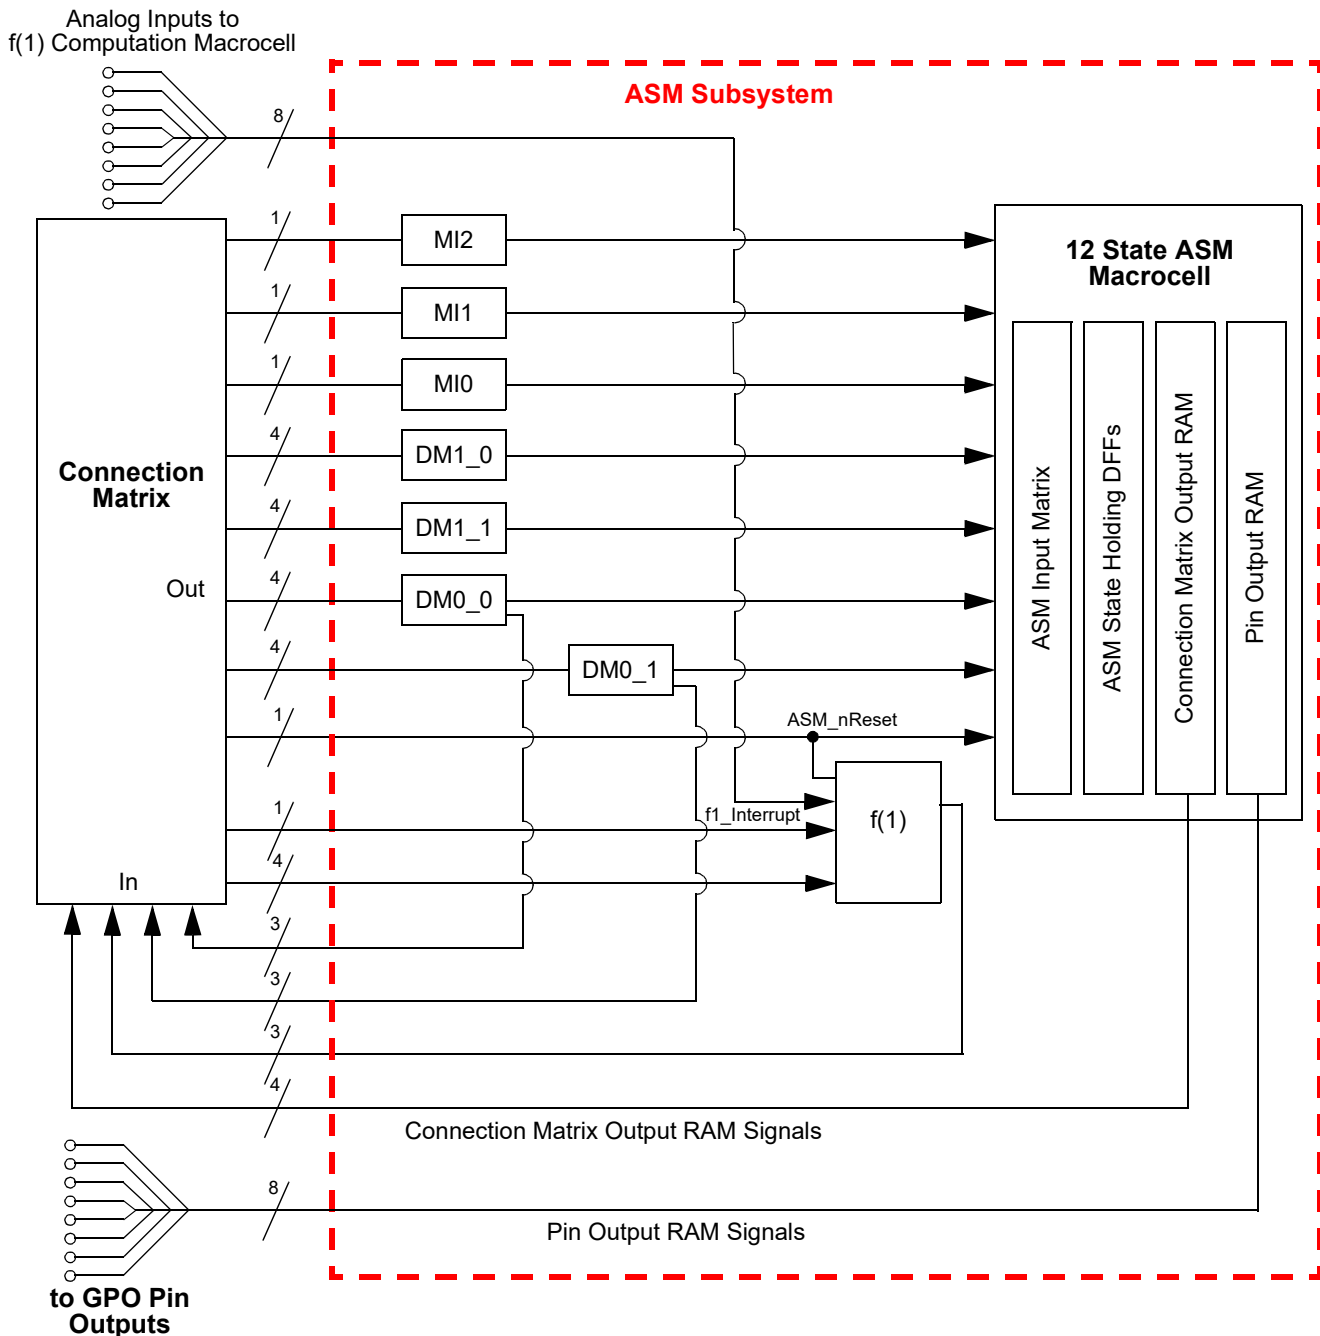 Analog Inputs to
f(1) Computation Macrocell
ASM Subsystem
8
1
MI2
12 State ASM
Macrocell
1
MI1
1
MI0
4
DM1_0
Connection
Matrix
4
DM1_1
Out
4
DM0_0
4
DM0_1
1
ASM_nReset
1
f1_Interrupt
f(1)
4
In
ASM Input Matrix
ASM State Holding DFFs
Connection Matrix Output RAM
Pin Output RAM
3
3
3
4
Connection Matrix Output RAM Signals
8
Pin Output RAM Signals
to GPO Pin
Outputs